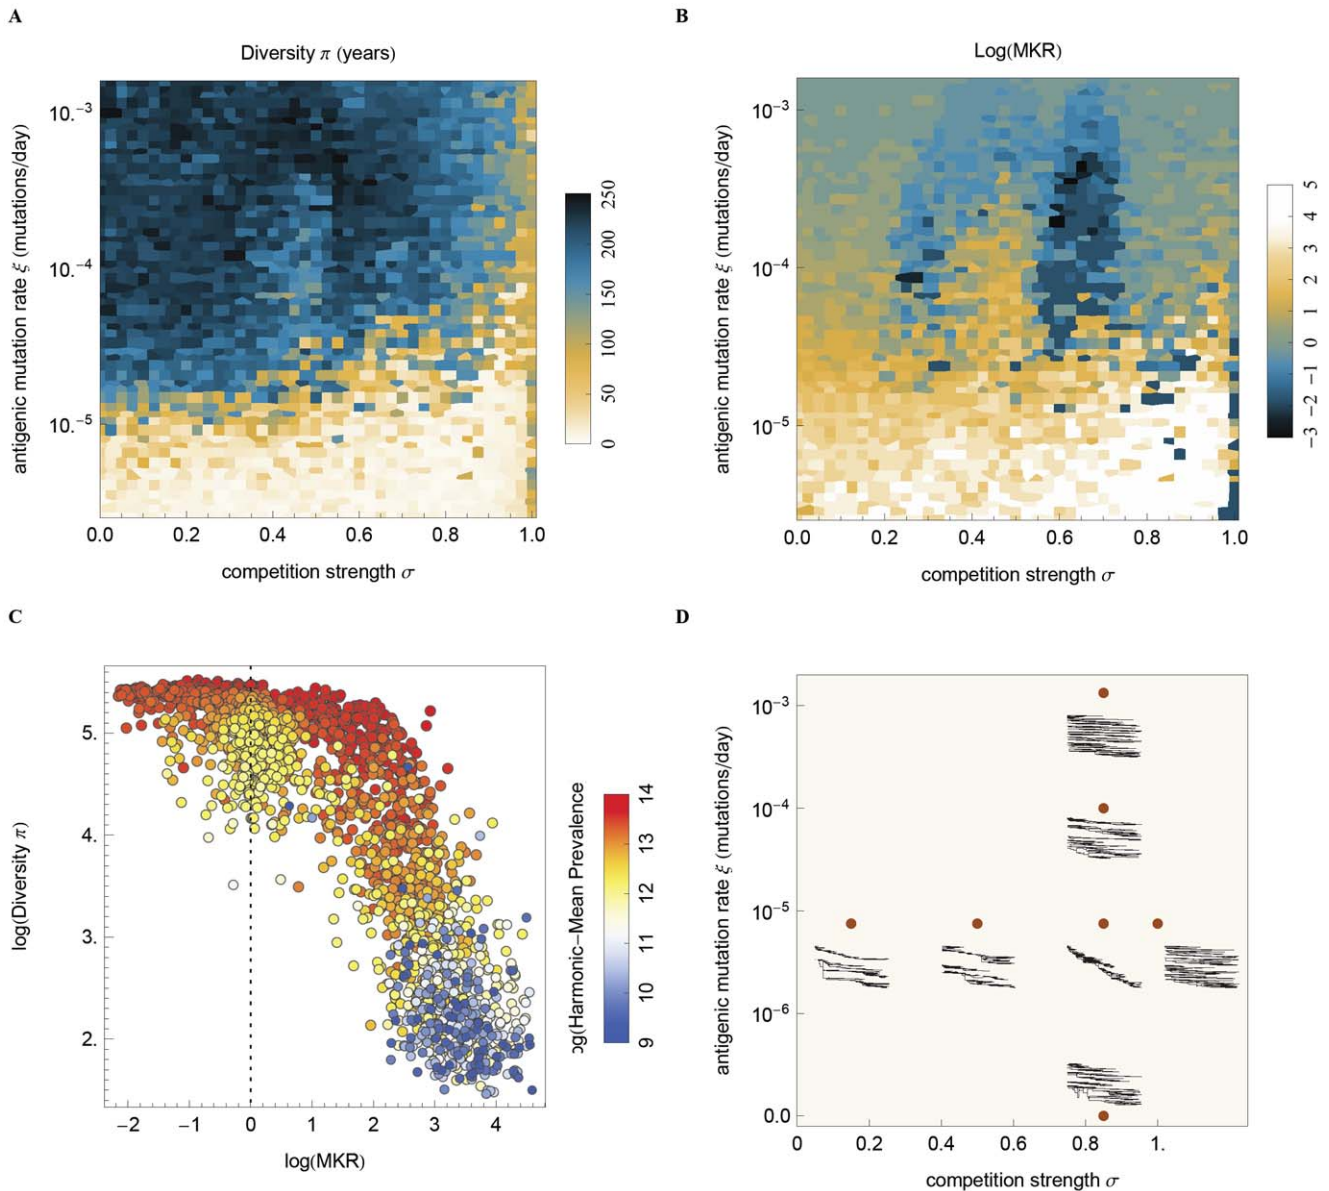 A
B
Diversity π (years)
Log(MKR)
antigenic mutation rate ξ (mutations/day)
10.⁻³
10.⁻⁴
10.⁻⁵
0.0 0.2 0.4 0.6 0.8 1.0
competition strength σ
250
200
150
100
50
0
antigenic mutation rate ξ (mutations/day)
10⁻³
10⁻⁴
10⁻⁵
0.0 0.2 0.4 0.6 0.8 1.0
competition strength σ
5
4
3
2
1
0
−1
−2
−3
C
D
log(Diversity π)
5.
4.
3.
2.
−2 −1 0 1 2 3 4
log(MKR)
og(Harmonic−Mean Prevalence
14
13
12
11
10
9
antigenic mutation rate ξ (mutations/day)
10⁻³
10⁻⁴
10⁻⁵
10⁻⁶
0.0
0 0.2 0.4 0.6 0.8 1.
competition strength σ